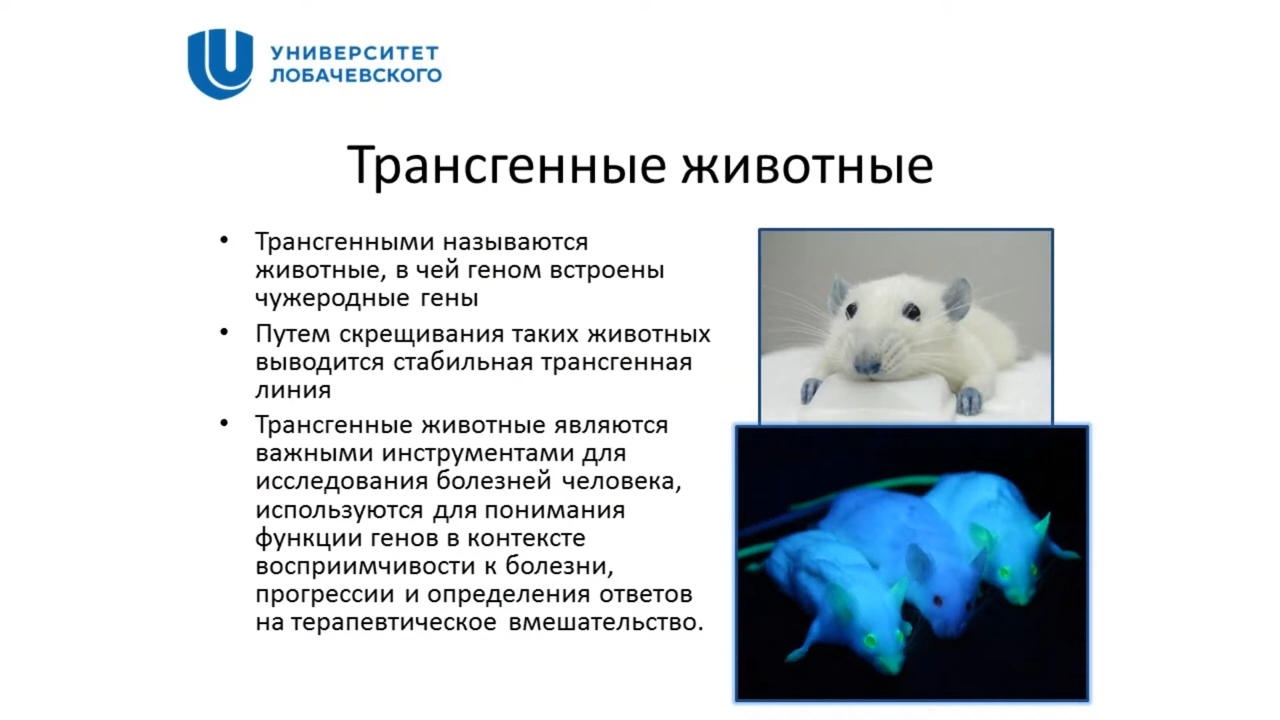 УНИВЕРСИТЕТ
ЛОБАЧЕВСКОГО
Трансгенные животные
• Трансгенными называются
животные, в чей геном встроены
чужеродные гены
• Путем скрещивания таких животных
выводится стабильная трансгенная
линия
• Трансгенные животные являются
важными инструментами для
исследования болезней человека,
используются для понимания
функции генов в контексте
восприимчивости к болезни,
прогрессии и определения ответов
на терапевтическое вмешательство.